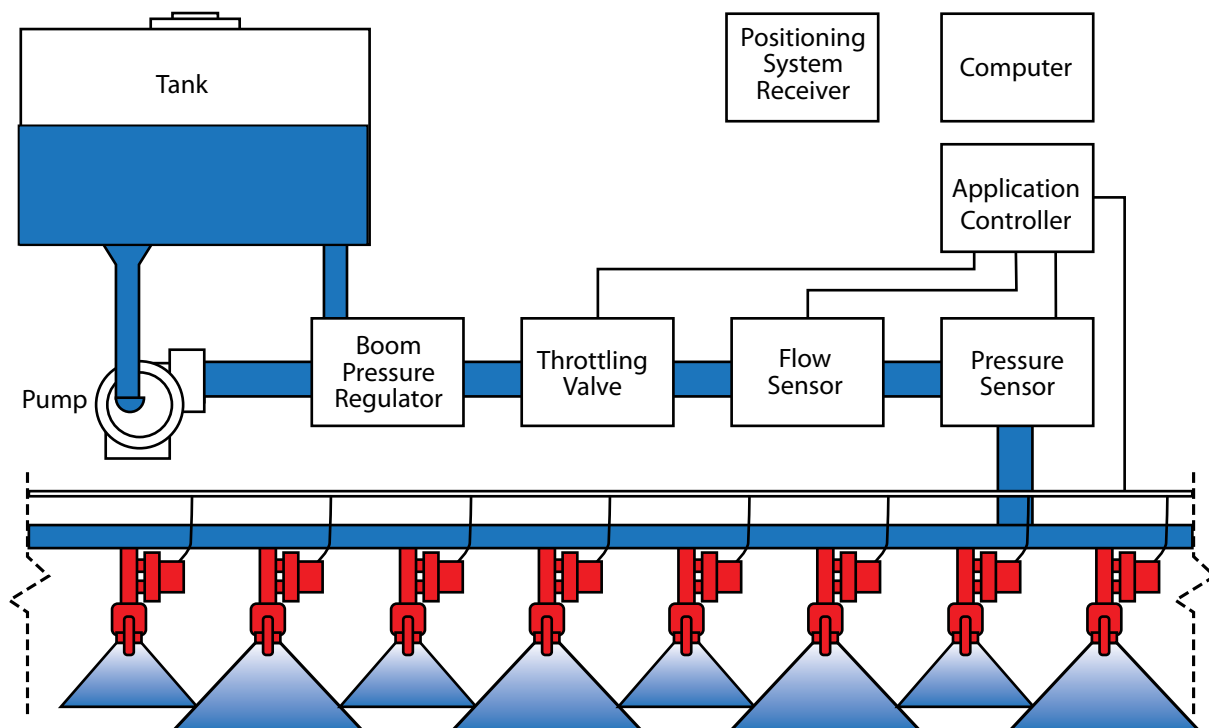 Tank
Positioning
System
Receiver
Computer
Application
Controller
Pump
Boom
Pressure
Regulator
Throttling
Valve
Flow
Sensor
Pressure
Sensor